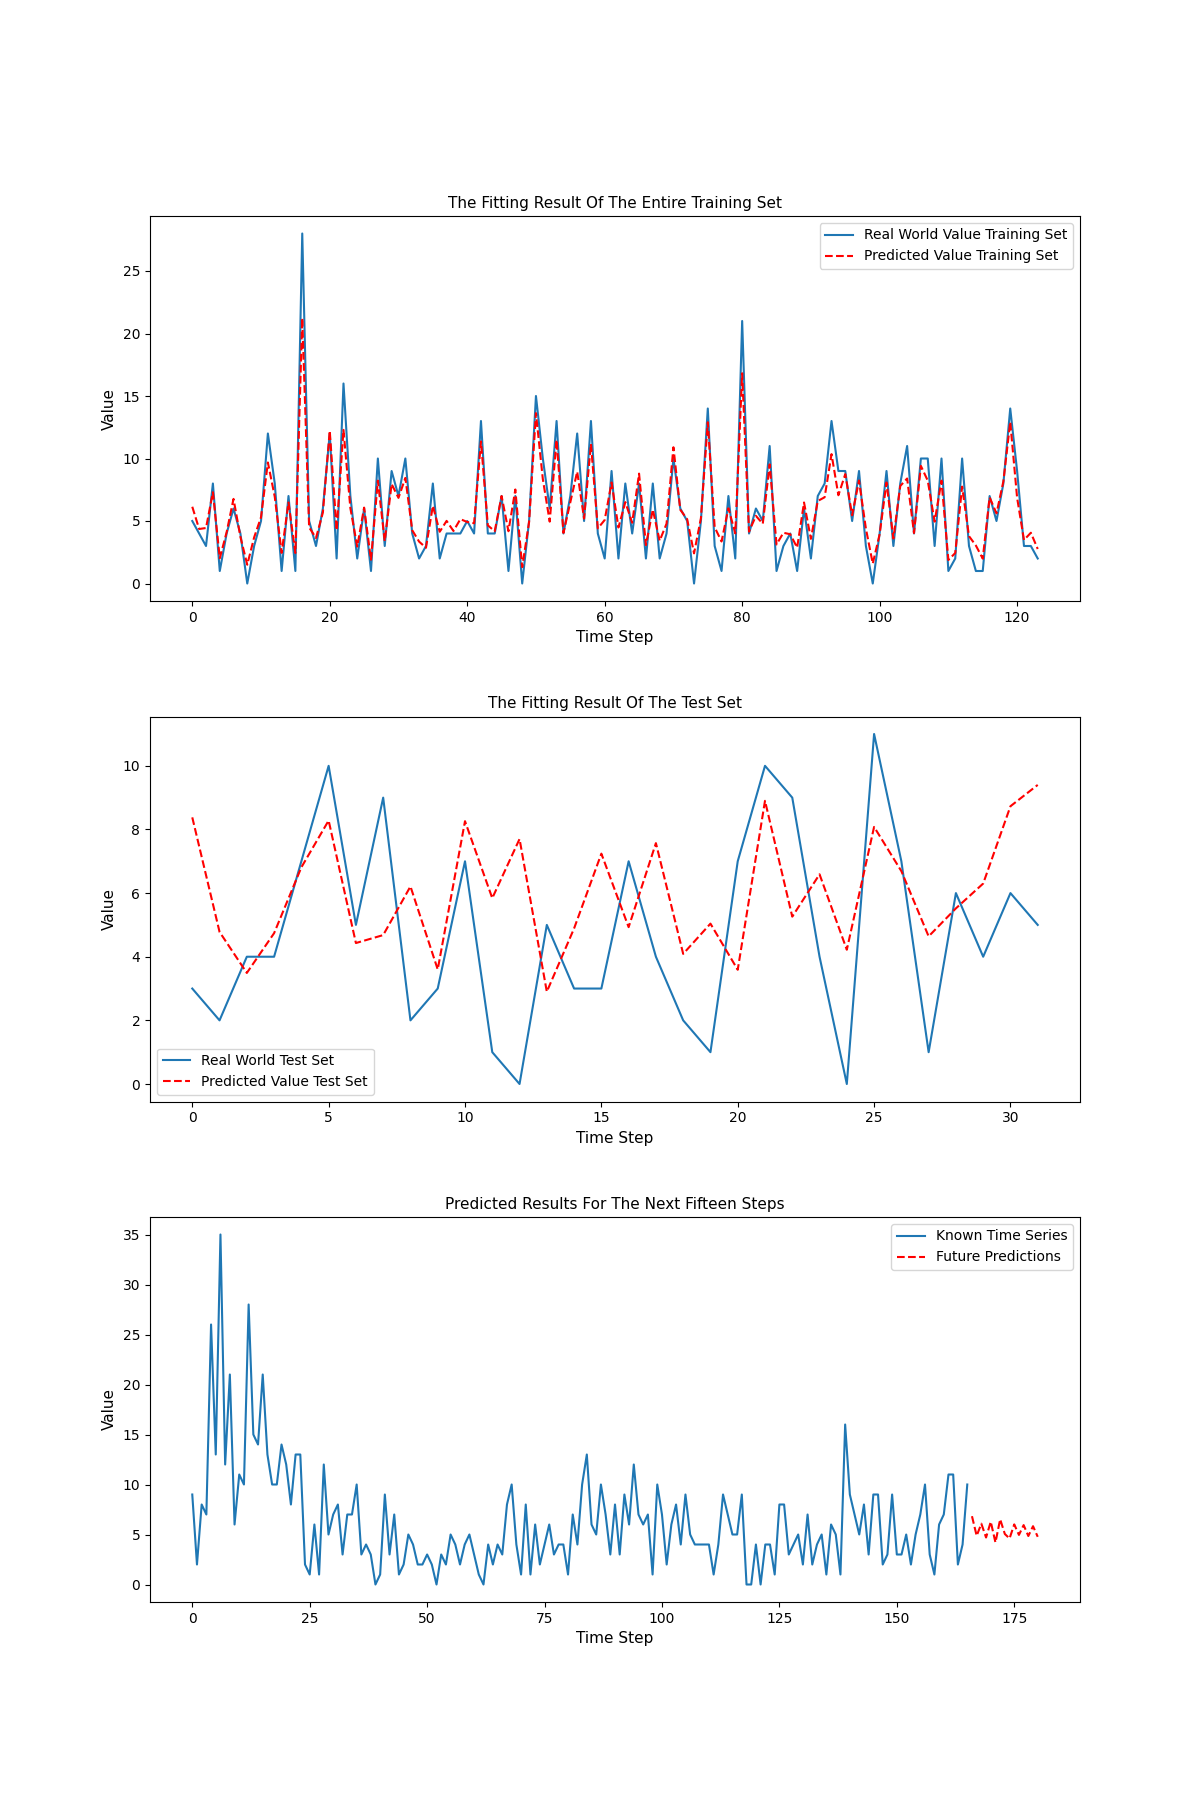 The Fitting Result Of The Entire Training Set
Real World Value Training Set
Predicted Value Training Set
Value
25
20
15
10
5
0
0 20 40 60 80 100 120
Time Step
The Fitting Result Of The Test Set
Value
10
8
6
4
2
0
Real World Test Set
Predicted Value Test Set
0 5 10 15 20 25 30
Time Step
Predicted Results For The Next Fifteen Steps
Known Time Series
Future Predictions
Value
35
30
25
20
15
10
5
0
0 25 50 75 100 125 150 175
Time Step